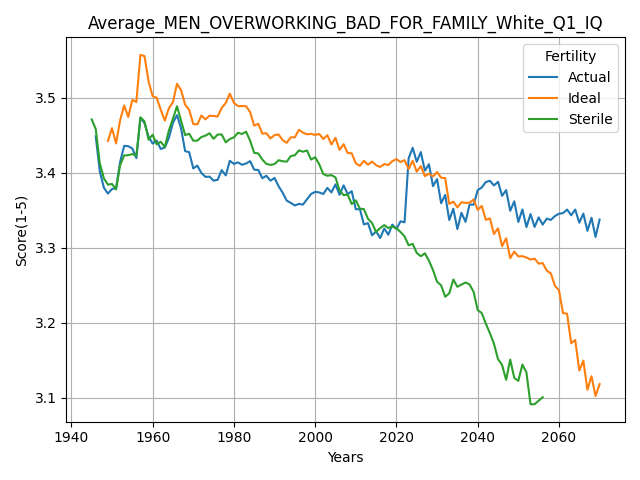 Average_MEN_OVERWORKING_BAD_FOR_FAMILY_White_Q1_IQ
Score(1-5)
3.5
3.4
3.3
3.2
3.1
Fertility
Actual
Ideal
Sterile
1940 1960 1980 2000 2020 2040 2060
Years